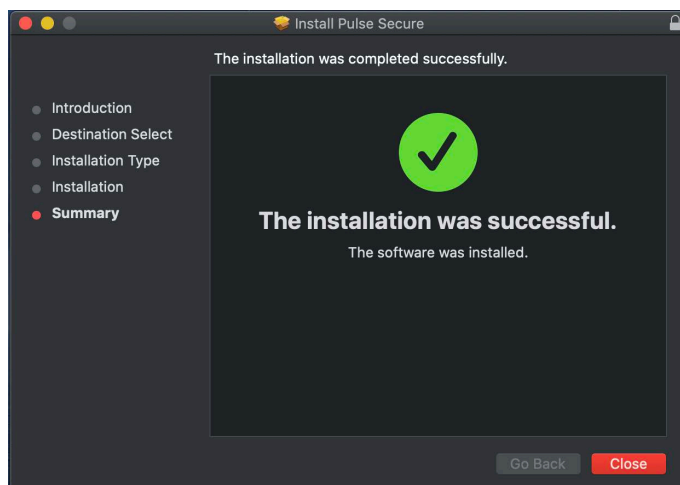 Install Pulse Secure
The installation was completed successfully.
Introduction
Destination Select
Installation Type
Installation
Summary
The installation was successful.
The software was installed.
Go Back
Close